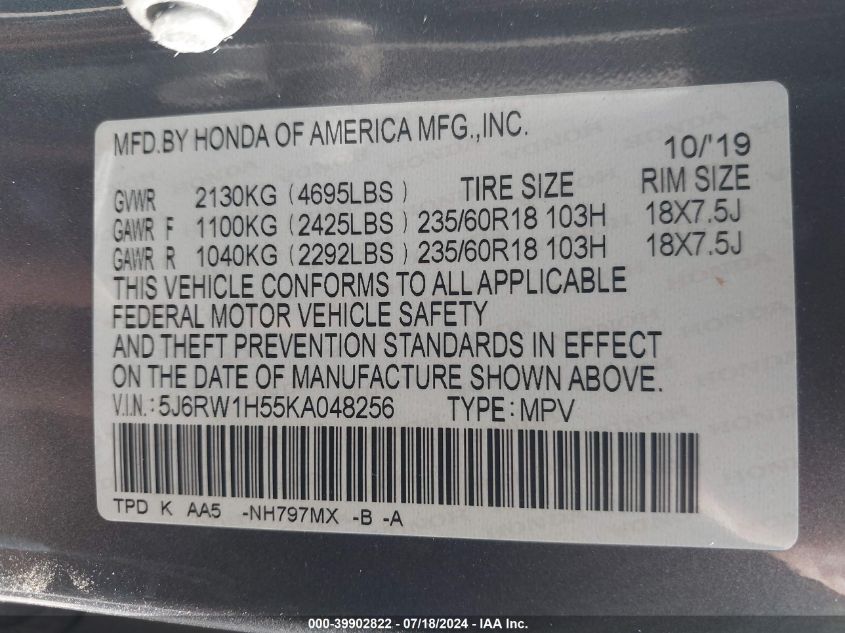 MFD.BY HONDA OF AMERICA MFG.,INC.
10/'19
GVWR 2130KG (4695LBS) TIRE SIZE RIM SIZE
GAWR F 1100KG (2425LBS) 235/60R18 103H 18X7.5J
GAWR R 1040KG (2292LBS) 235/60R18 103H 18X7.5J
THIS VEHICLE CONFORMS TO ALL APPLICABLE
FEDERAL MOTOR VEHICLE SAFETY
AND THEFT PREVENTION STANDARDS IN EFFECT
ON THE DATE OF MANUFACTURE SHOWN ABOVE.
V.I.N.: 5J6RW1H55KA048256 TYPE: MPV
TPD K AA5 -NH797MX -B -A
000-39902822 - 07/18/2024 - IAA Inc.